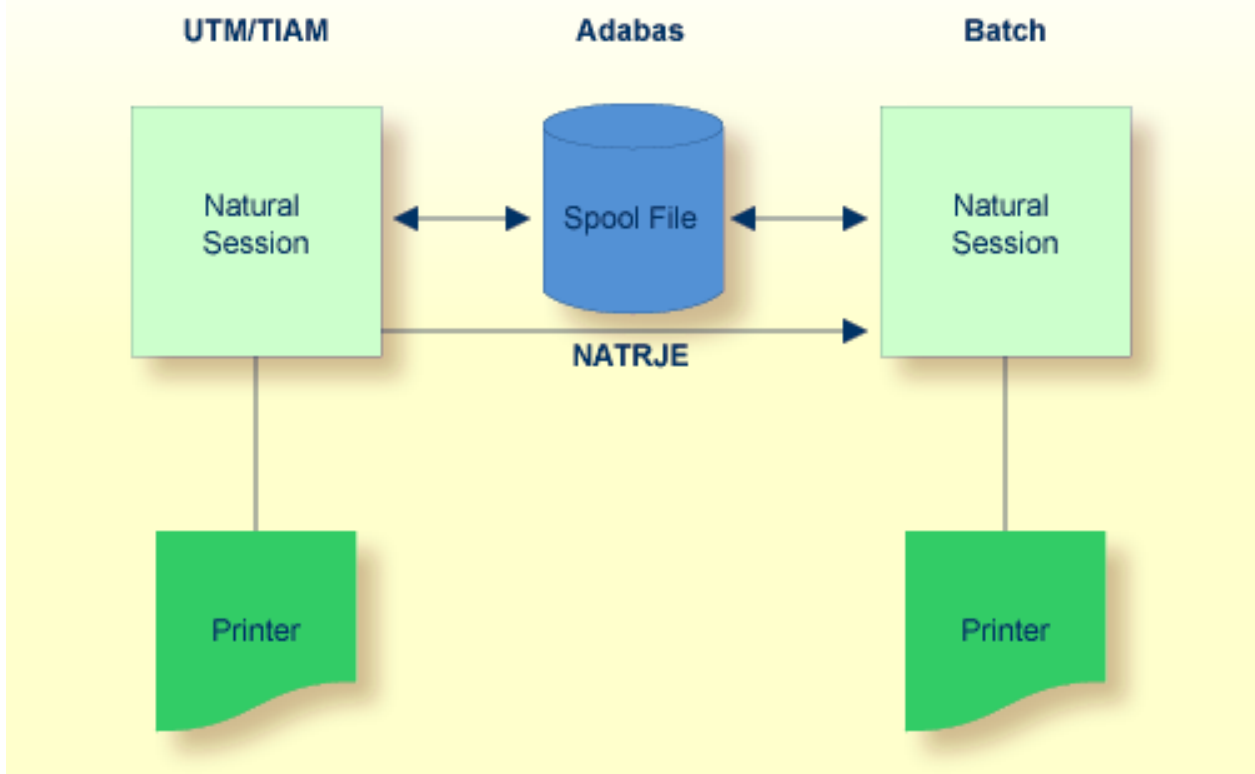 UTM/TIAM
Adabas
Batch
Natural
Session
Spool File
Natural
Session
NATRJE
Printer
Printer